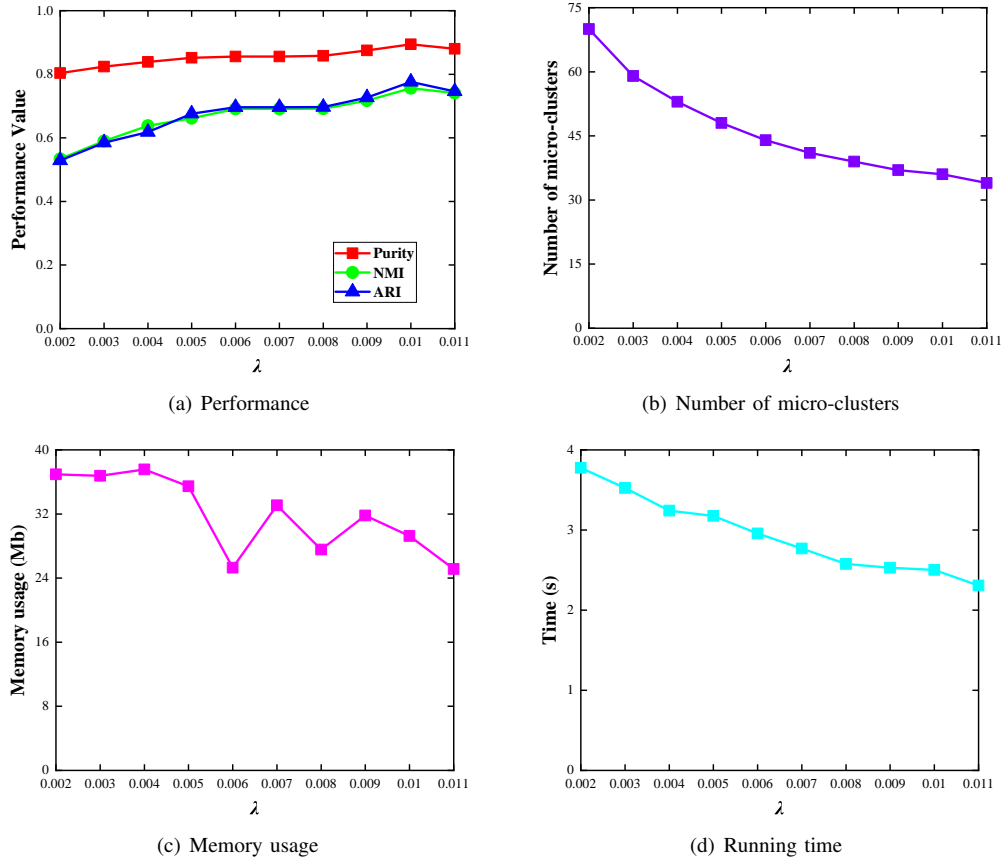 1.0
0.8
0.6
0.4
0.2
0.0
Performance Value
Purity
NMI
ARI
0.002 0.003 0.004 0.005 0.006 0.007 0.008 0.009 0.01 0.011
λ
(a) Performance
75
60
45
30
15
0
Number of micro-clusters
0.002 0.003 0.004 0.005 0.006 0.007 0.008 0.009 0.01 0.011
λ
(b) Number of micro-clusters
40
32
24
16
8
0
Memory usage (Mb)
0.002 0.003 0.004 0.005 0.006 0.007 0.008 0.009 0.01 0.011
λ
(c) Memory usage
4
3
2
1
0
Time (s)
0.002 0.003 0.004 0.005 0.006 0.007 0.008 0.009 0.01 0.011
λ
(d) Running time